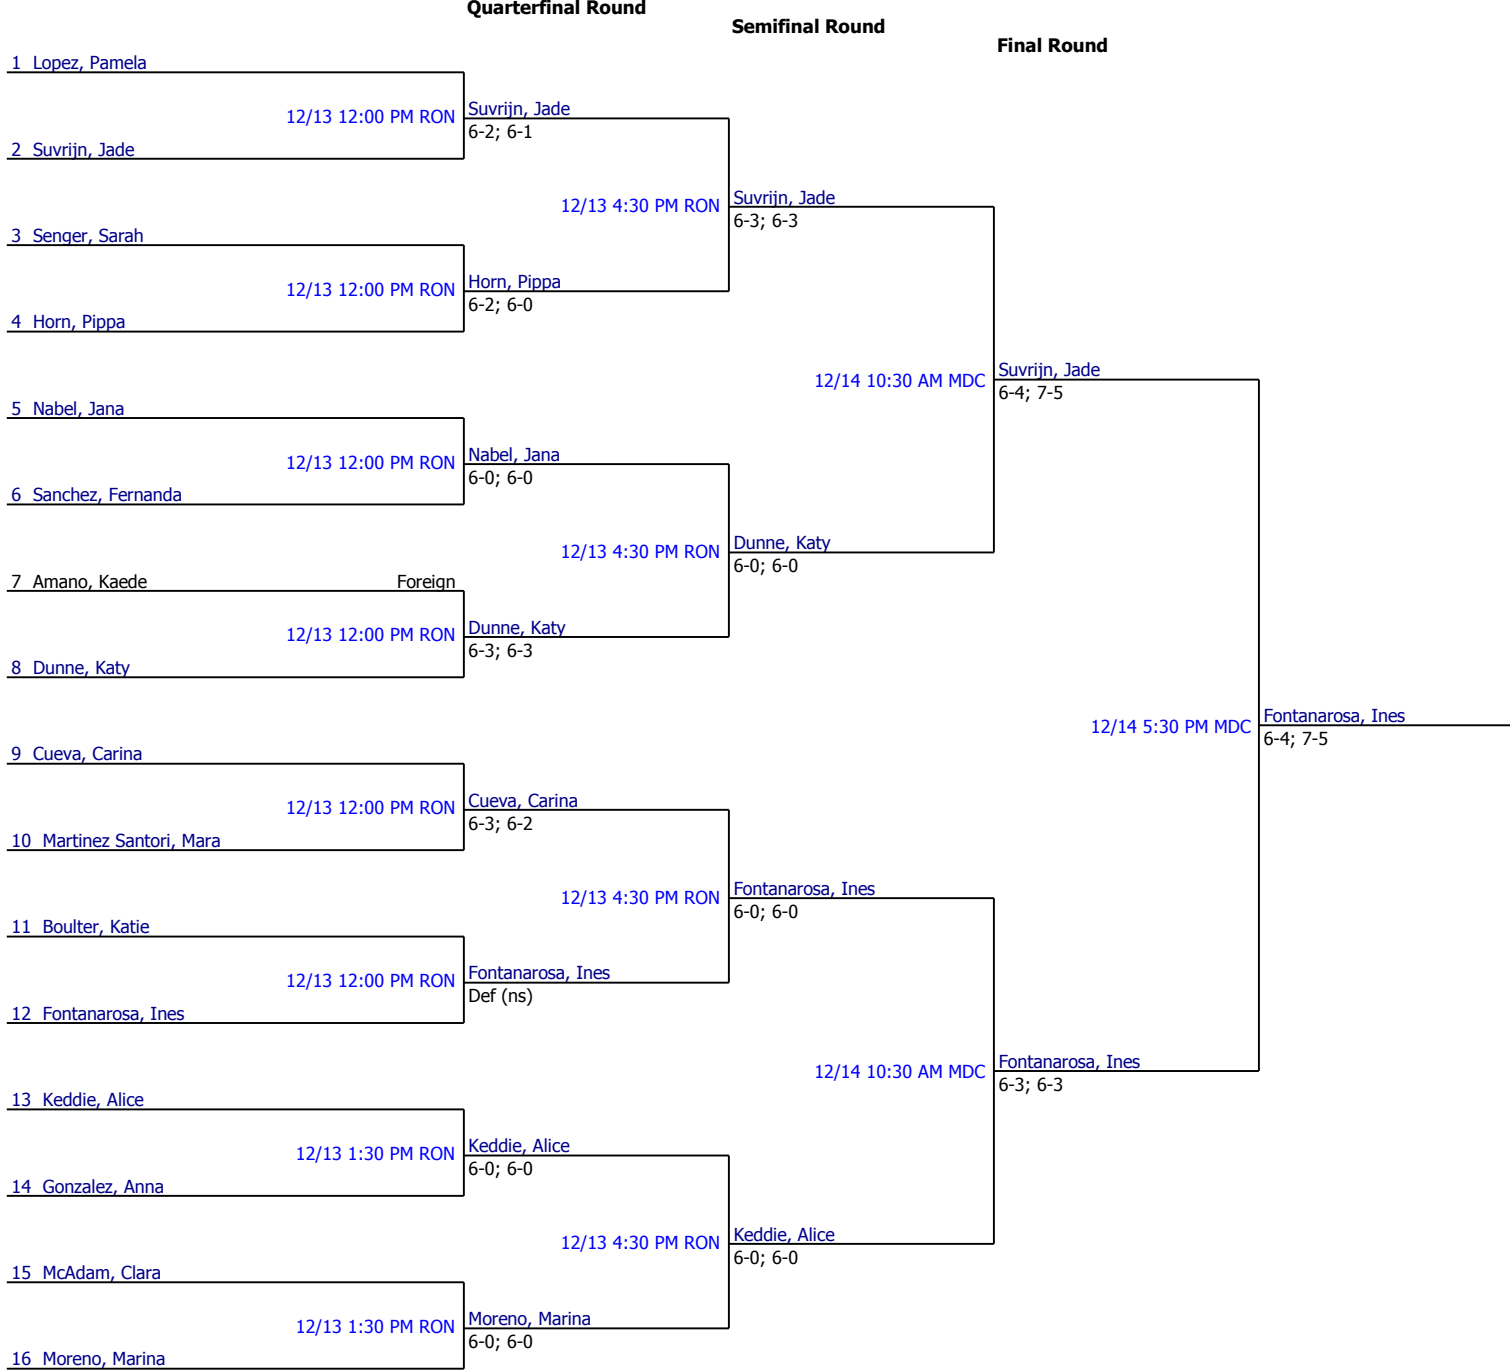 Quarterfinal Round
Semifinal Round
Final Round
1 Lopez, Pamela
12/13 12:00 PM RON
Suvrijn, Jade
6-2; 6-1
2 Suvrijn, Jade
12/13 4:30 PM RON
Suvrijn, Jade
6-3; 6-3
3 Senger, Sarah
12/13 12:00 PM RON
Horn, Pippa
6-2; 6-0
4 Horn, Pippa
12/14 10:30 AM MDC
Suvrijn, Jade
6-4; 7-5
5 Nabel, Jana
12/13 12:00 PM RON
Nabel, Jana
6-0; 6-0
6 Sanchez, Fernanda
12/13 4:30 PM RON
Dunne, Katy
6-0; 6-0
7 Amano, Kaede Foreign
12/13 12:00 PM RON
Dunne, Katy
6-3; 6-3
8 Dunne, Katy
12/14 5:30 PM MDC
Fontanarosa, Ines
6-4; 7-5
9 Cueva, Carina
12/13 12:00 PM RON
Cueva, Carina
6-3; 6-2
10 Martinez Santori, Mara
12/13 4:30 PM RON
Fontanarosa, Ines
6-0; 6-0
11 Boulter, Katie
12/13 12:00 PM RON
Fontanarosa, Ines
Def (ns)
12 Fontanarosa, Ines
12/14 10:30 AM MDC
Fontanarosa, Ines
6-3; 6-3
13 Keddie, Alice
12/13 1:30 PM RON
Keddie, Alice
6-0; 6-0
14 Gonzalez, Anna
12/13 4:30 PM RON
Keddie, Alice
6-0; 6-0
15 McAdam, Clara
12/13 1:30 PM RON
Moreno, Marina
6-0; 6-0
16 Moreno, Marina